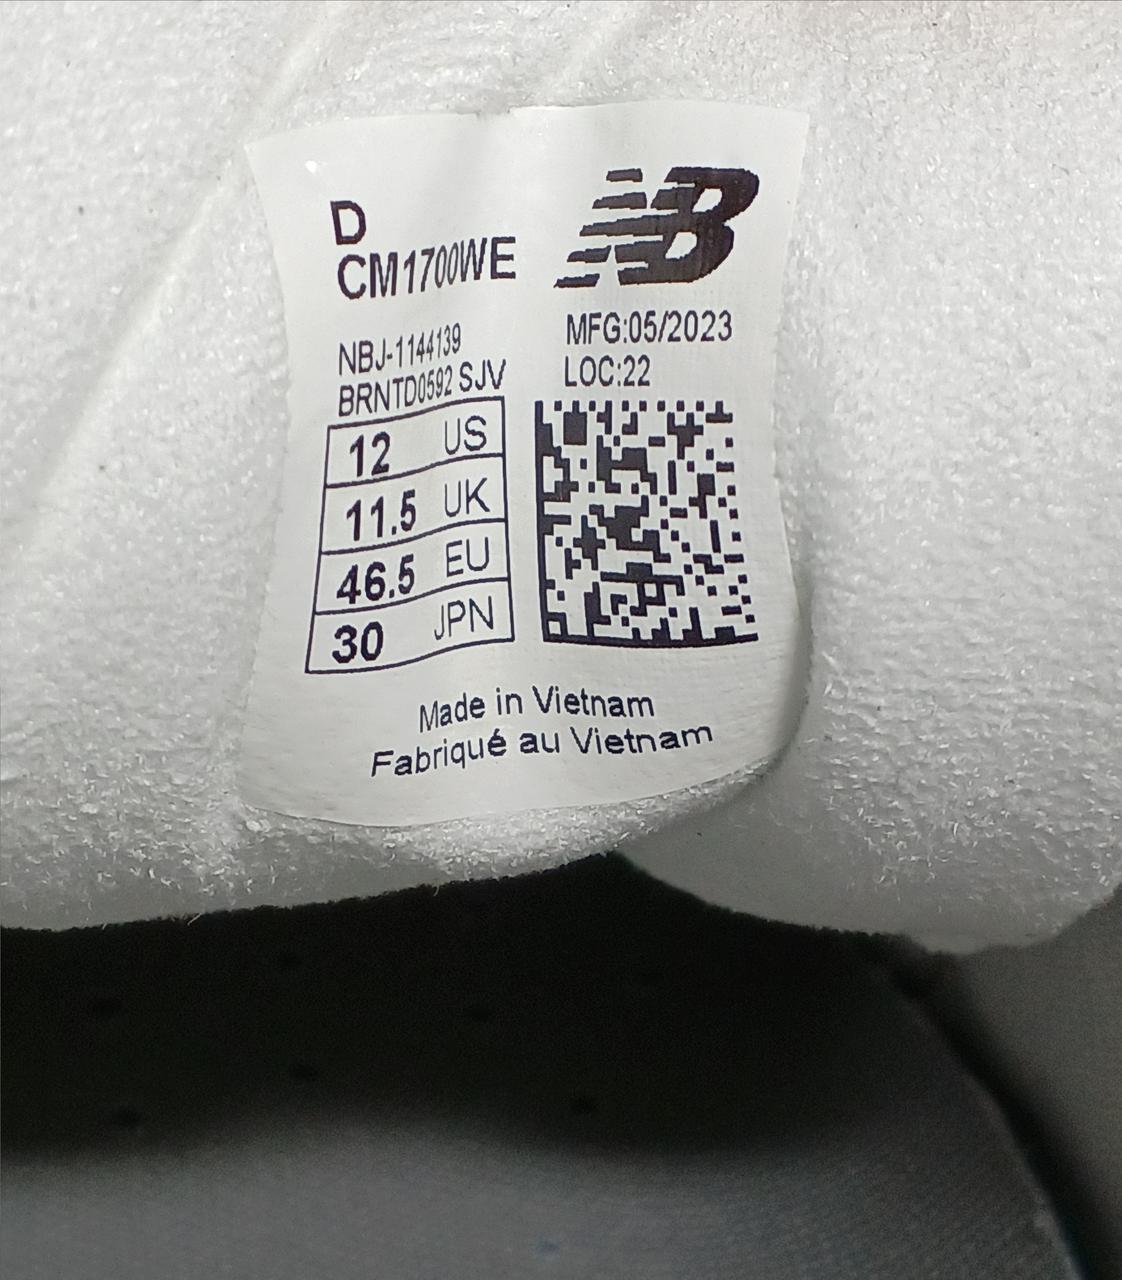 D
CM1700WE
NB
NBJ-1144139
BRNTD0592 SJV
MFG:05/2023
LOC:22
12 US
11.5 UK
46.5 EU
30 JPN
Made in Vietnam
Fabriqué au Vietnam